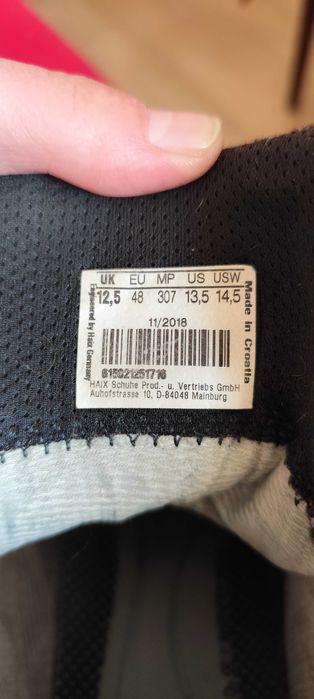 UK EU MP US USW
12,5 48 307 13,5 14,5
11/2018
615021251716
HAIX Schuhe Prod.- u. Vertriebs GmbH
Auhofstrasse 10, D-84048 Mainburg
Engineered by Haix Germany
Made in Croatia